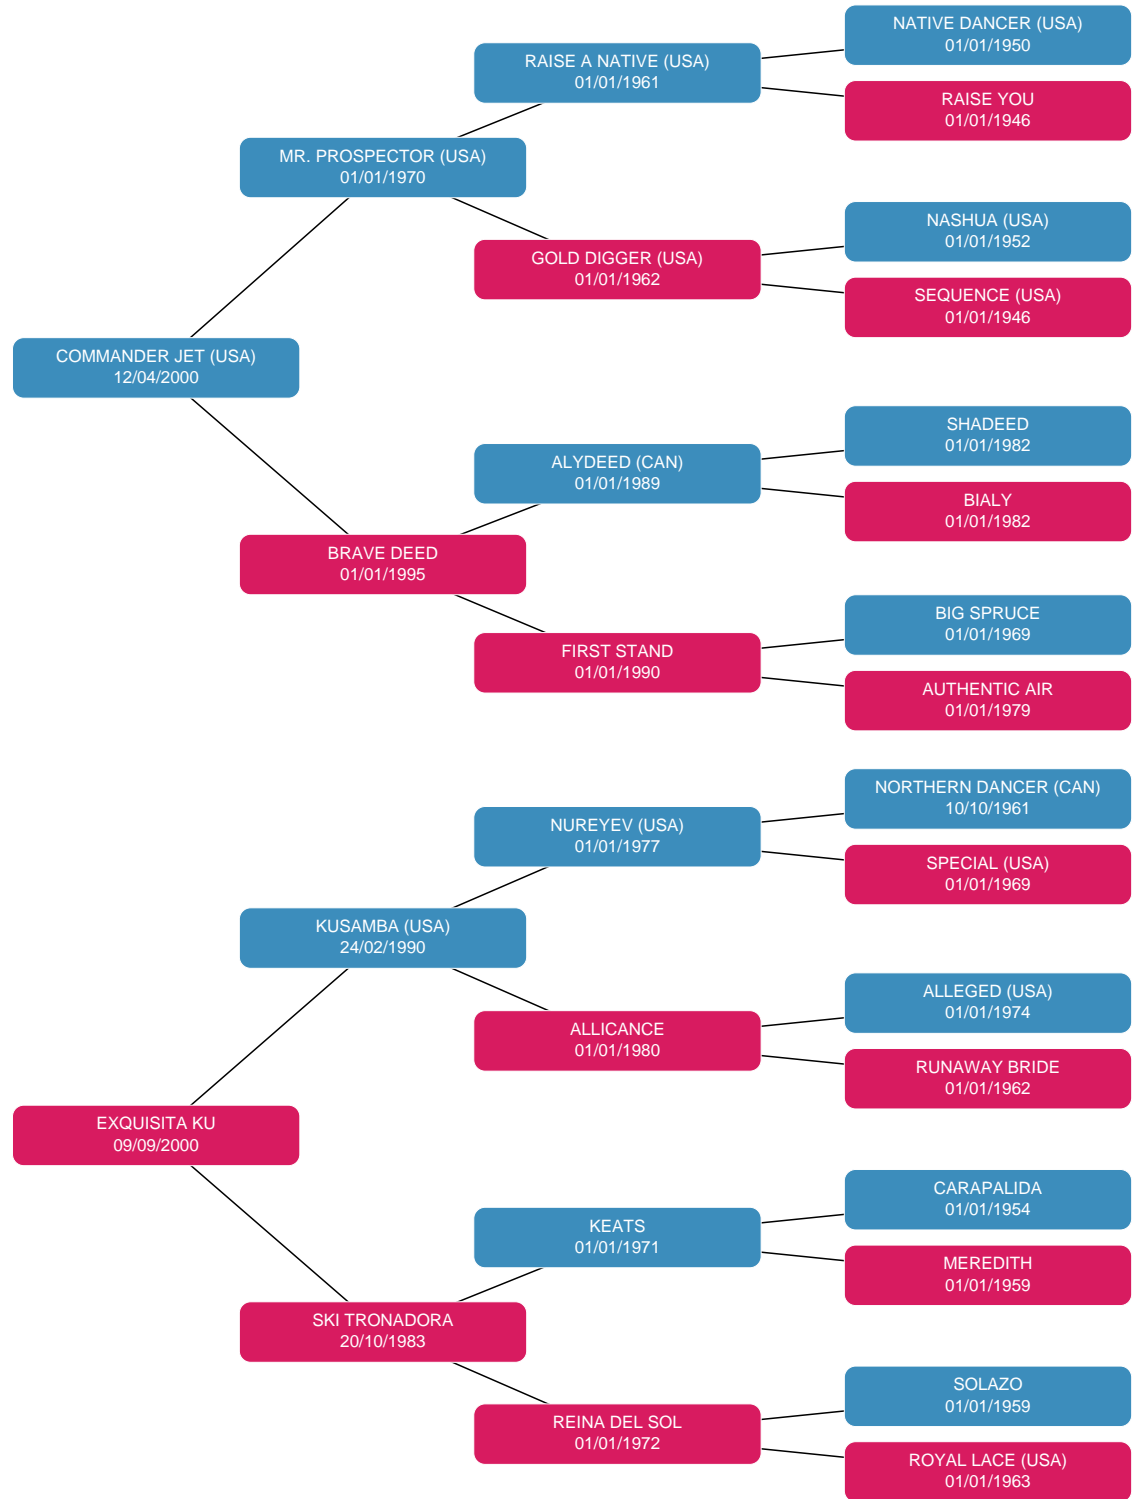 NATIVE DANCER (USA)
01/01/1950
RAISE A NATIVE (USA)
01/01/1961
RAISE YOU
01/01/1946
MR. PROSPECTOR (USA)
01/01/1970
NASHUA (USA)
01/01/1952
GOLD DIGGER (USA)
01/01/1962
SEQUENCE (USA)
01/01/1946
COMMANDER JET (USA)
12/04/2000
SHADEED
01/01/1982
ALYDEED (CAN)
01/01/1989
BIALY
01/01/1982
BRAVE DEED
01/01/1995
BIG SPRUCE
01/01/1969
FIRST STAND
01/01/1990
AUTHENTIC AIR
01/01/1979
NORTHERN DANCER (CAN)
10/10/1961
NUREYEV (USA)
01/01/1977
SPECIAL (USA)
01/01/1969
KUSAMBA (USA)
24/02/1990
ALLEGED (USA)
01/01/1974
ALLICANCE
01/01/1980
RUNAWAY BRIDE
01/01/1962
EXQUISITA KU
09/09/2000
CARAPALIDA
01/01/1954
KEATS
01/01/1971
MEREDITH
01/01/1959
SKI TRONADORA
20/10/1983
SOLAZO
01/01/1959
REINA DEL SOL
01/01/1972
ROYAL LACE (USA)
01/01/1963